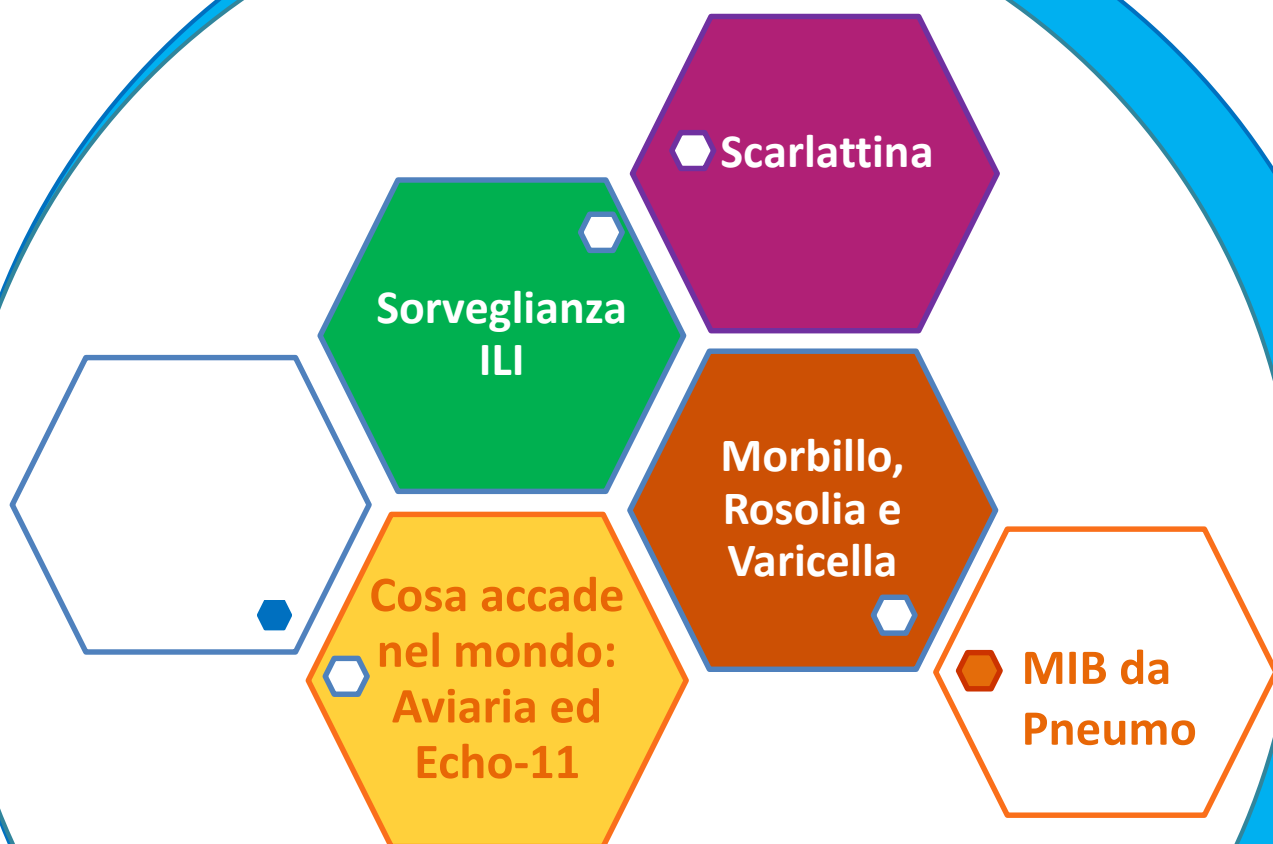 Scarlattina
Sorveglianza
ILI
Morbillo,
Rosolia e
Varicella
Cosa accade
nel mondo:
Aviaria ed
Echo-11
MIB da
Pneumo